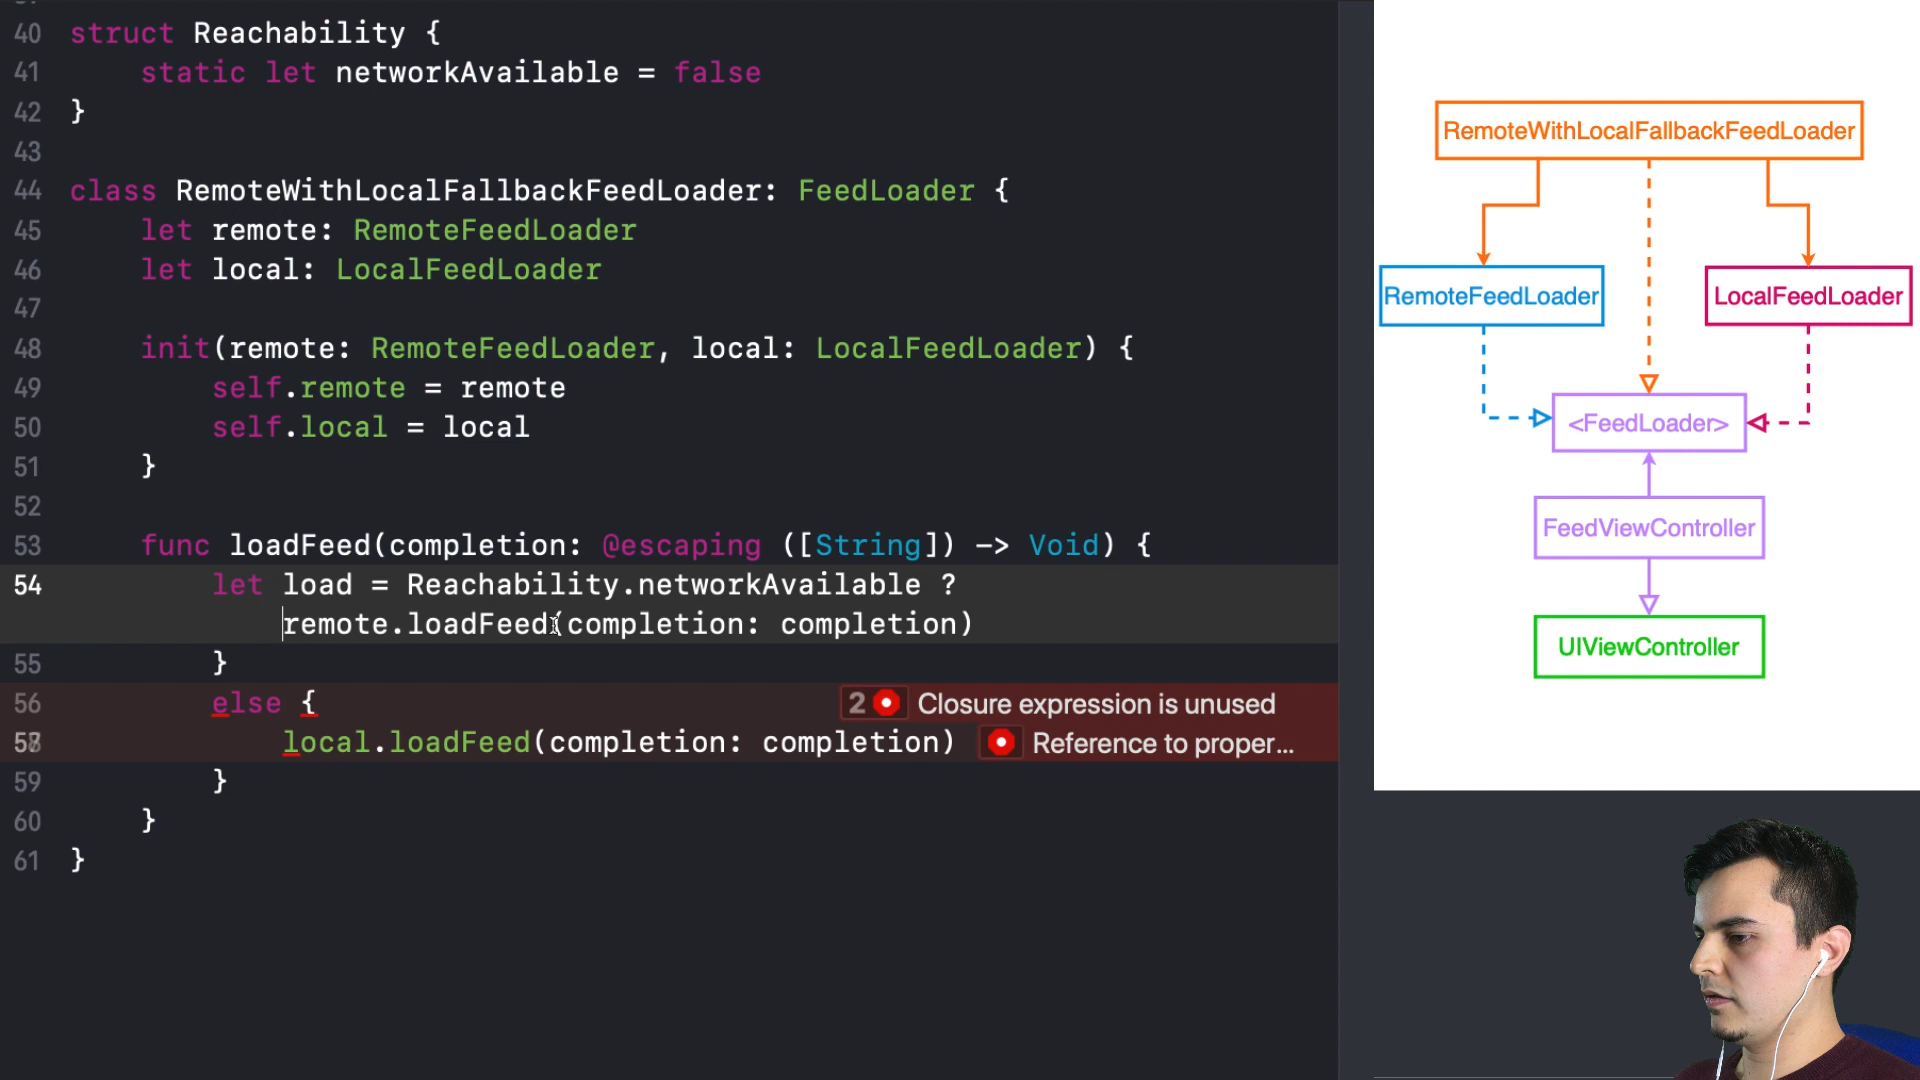 40 struct Reachability {
41 static let networkAvailable = false
42 }
43
44 class RemoteWithLocalFallbackFeedLoader: FeedLoader {
45 let remote: RemoteFeedLoader
46 let local: LocalFeedLoader
47
48 init(remote: RemoteFeedLoader, local: LocalFeedLoader) {
49 self.remote = remote
50 self.local = local
51 }
52
53 func loadFeed(completion: @escaping ([String]) -> Void) {
54 let load = Reachability.networkAvailable ?
remote.loadFeed(completion: completion)
55 }
56 else { 2 Closure expression is unused
local.loadFeed(completion: completion) Reference to proper...
59 }
60 }
61 }
RemoteWithLocalFallbackFeedLoader
RemoteFeedLoader
LocalFeedLoader
<FeedLoader>
FeedViewController
UIViewController